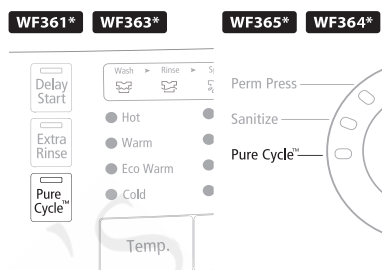 WF361* WF363*
Delay
Start
Extra
Rinse
Pure
Cycle™
Wash ► Rinse ►
Hot
Warm
Eco Warm
Cold
Temp.
WF365* WF364*
Perm Press
Sanitize
Pure Cycle™